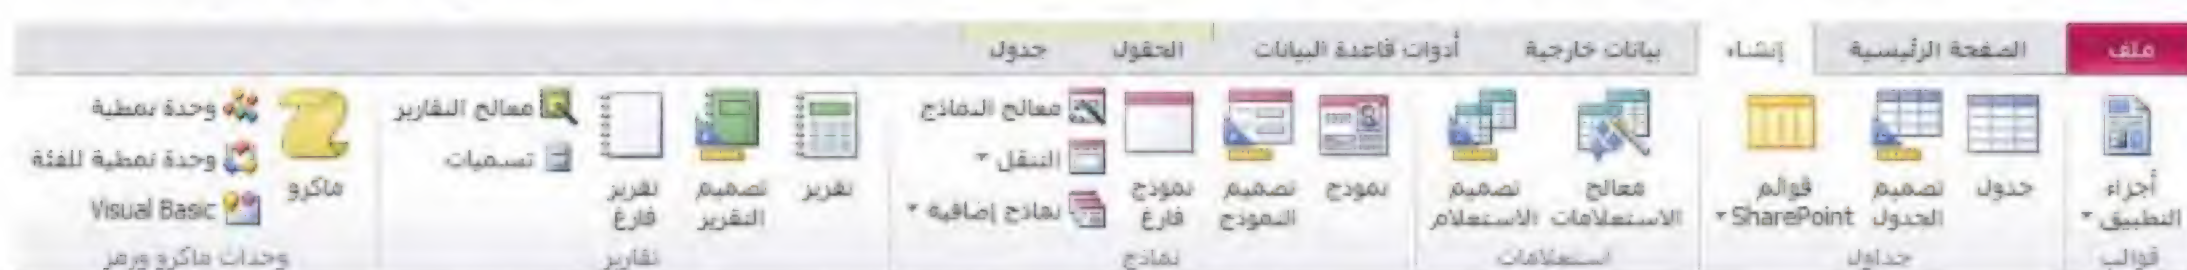 ملف الصفحة الرئيسية إنشاء بيانات خارجية أدوات قاعدة البيانات الحقول جدول
أجزاء التطبيق
قوالب
جدول
تصميم الجدول
قوائم SharePoint
جداول
معالج الاستعلامات
تصميم الاستعلام
استعلامات
نموذج
تصميم النموذج
نموذج فارغ
معالج النماذج
التنقل
نماذج إضافية
نماذج
تقرير
تصميم التقرير
تقرير فارغ
معالج التقارير
تسميات
تقارير
ماكرو
وحدة نمطية
وحدة نمطية للفئة
Visual Basic
وحدات ماكرو ورمز